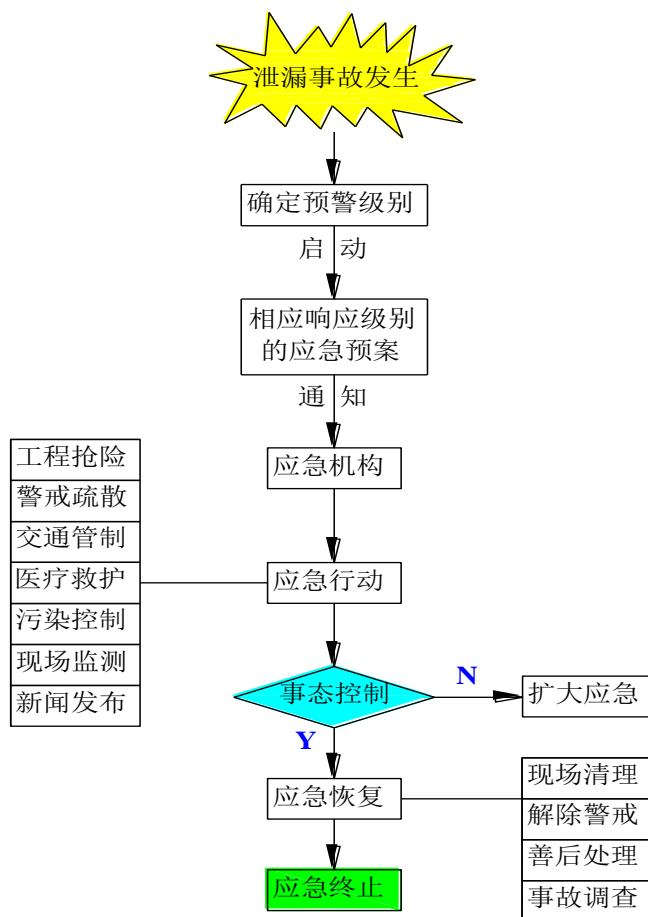 泄漏事故发生
确定预警级别
启 动
相应响应级别
的应急预案
通 知
应急机构
工程抢险
警戒疏散
交通管制
医疗救护
污染控制
现场监测
新闻发布
应急行动
事态控制
N
扩大应急
Y
应急恢复
现场清理
解除警戒
善后处理
事故调查
应急终止